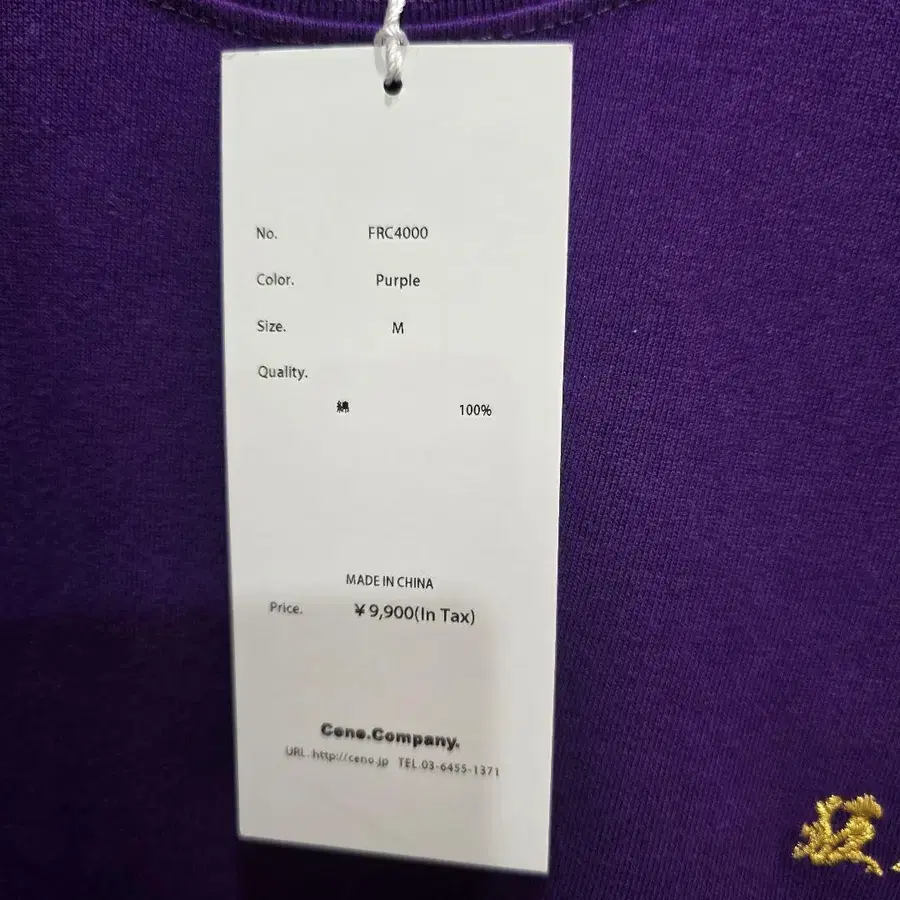 No. FRC4000
Color. Purple
Size. M
Quality.
綿 100%
MADE IN CHINA
Price. ¥9,900(In Tax)
Ceno.Company.
URL. http://ceno.jp TEL.03-6455-1371